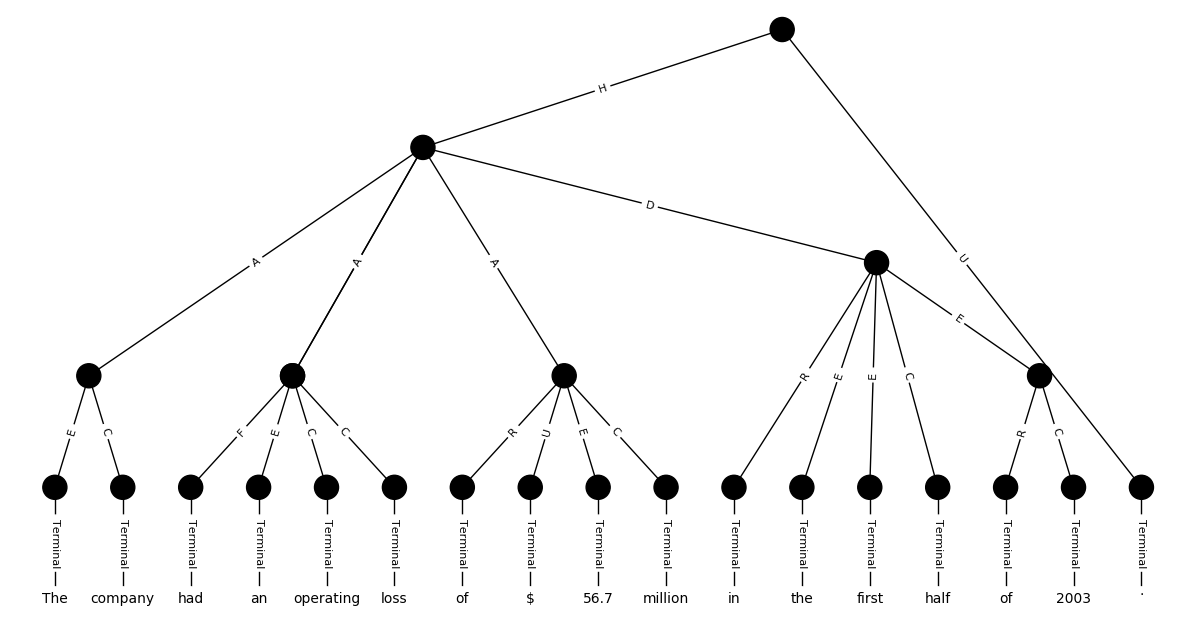 H
U
D
A A A
E
R E E C
E C F E C C R U E C R C
Terminal Terminal Terminal Terminal Terminal Terminal Terminal Terminal Terminal Terminal Terminal Terminal Terminal Terminal Terminal Terminal Terminal
The company had an operating loss of $ 56.7 million in the first half of 2003 .